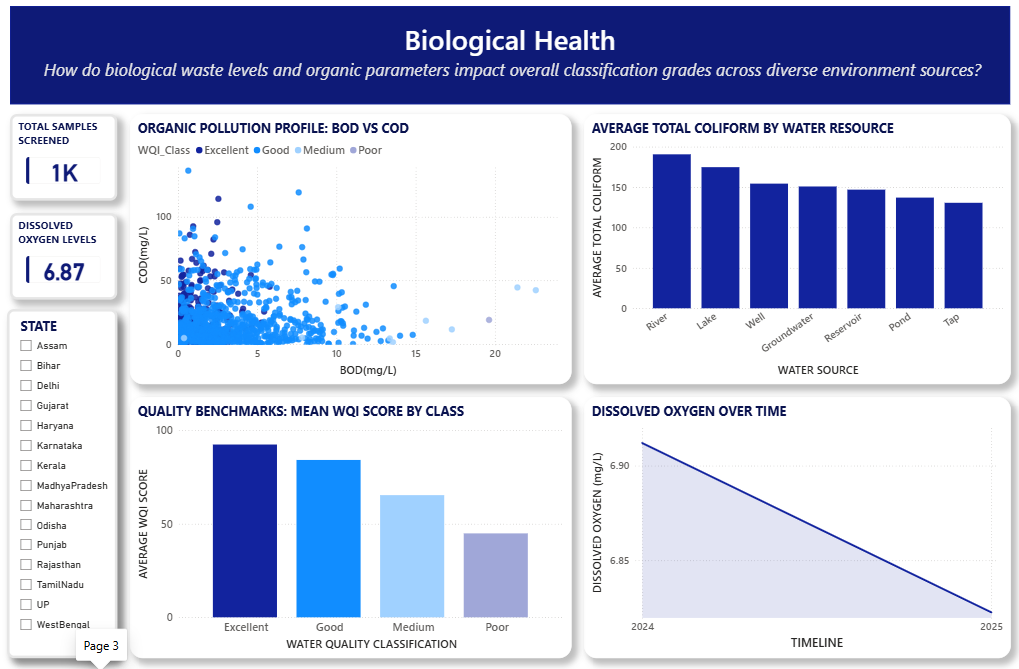 Biological Health
How do biological waste levels and organic parameters impact overall classification grades across diverse environment sources?
TOTAL SAMPLES
SCREENED
1K
DISSOLVED
OXYGEN LEVELS
6.87
STATE
Assam
Bihar
Delhi
Gujarat
Haryana
Karnataka
Kerala
MadhyaPradesh
Maharashtra
Odisha
Punjab
Rajasthan
TamilNadu
UP
WestBengal
Page 3
ORGANIC POLLUTION PROFILE: BOD VS COD
WQI_Class Excellent Good Medium Poor
COD(mg/L)
100
50
0
0 5 10 15 20
BOD(mg/L)
AVERAGE TOTAL COLIFORM BY WATER RESOURCE
AVERAGE TOTAL COLIFORM
200
150
100
50
0
River Lake Well Groundwater Reservoir Pond Tap
WATER SOURCE
QUALITY BENCHMARKS: MEAN WQI SCORE BY CLASS
AVERAGE WQI SCORE
100
50
0
Excellent Good Medium Poor
WATER QUALITY CLASSIFICATION
DISSOLVED OXYGEN OVER TIME
DISSOLVED OXYGEN (mg/L)
6.90
6.85
2024 2025
TIMELINE